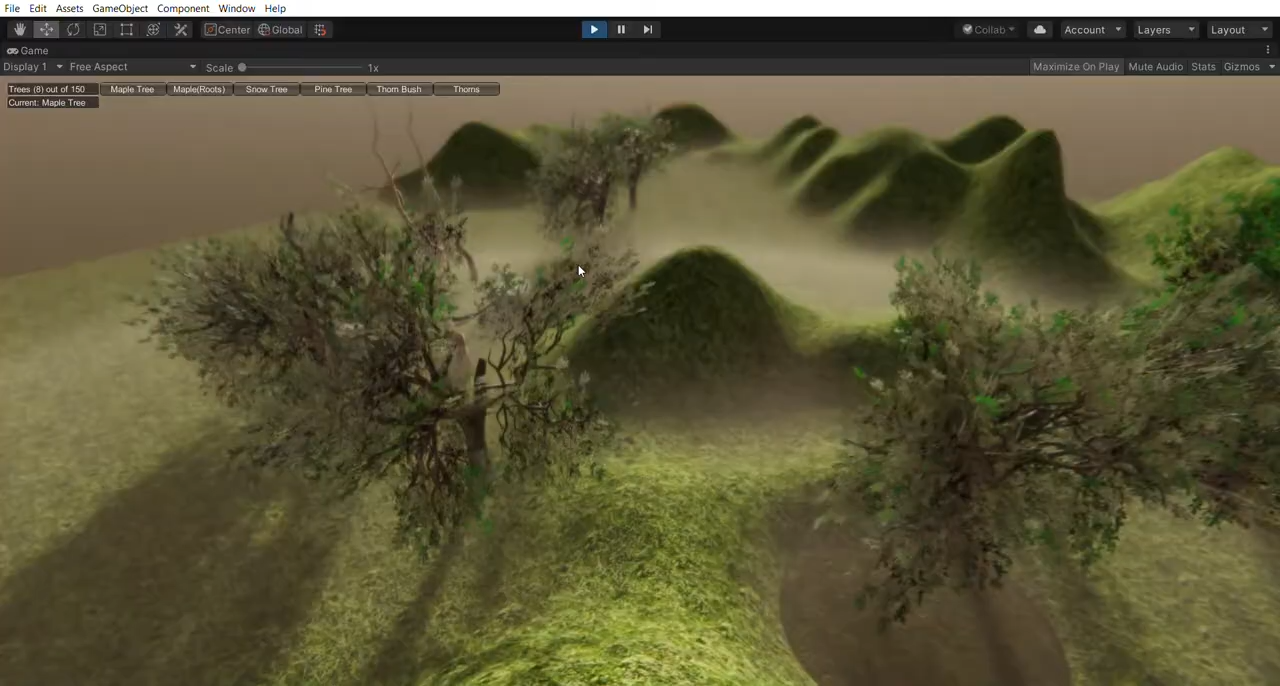 File Edit Assets GameObject Component Window Help
Center Global Collab Account Layers Layout
Game
Display 1 Free Aspect Scale 1x Maximize On Play Mute Audio Stats Gizmos
Trees (8) out of 150 Maple Tree Maple(Roots) Snow Tree Pine Tree Thorn Bush Thorns
Current: Maple Tree